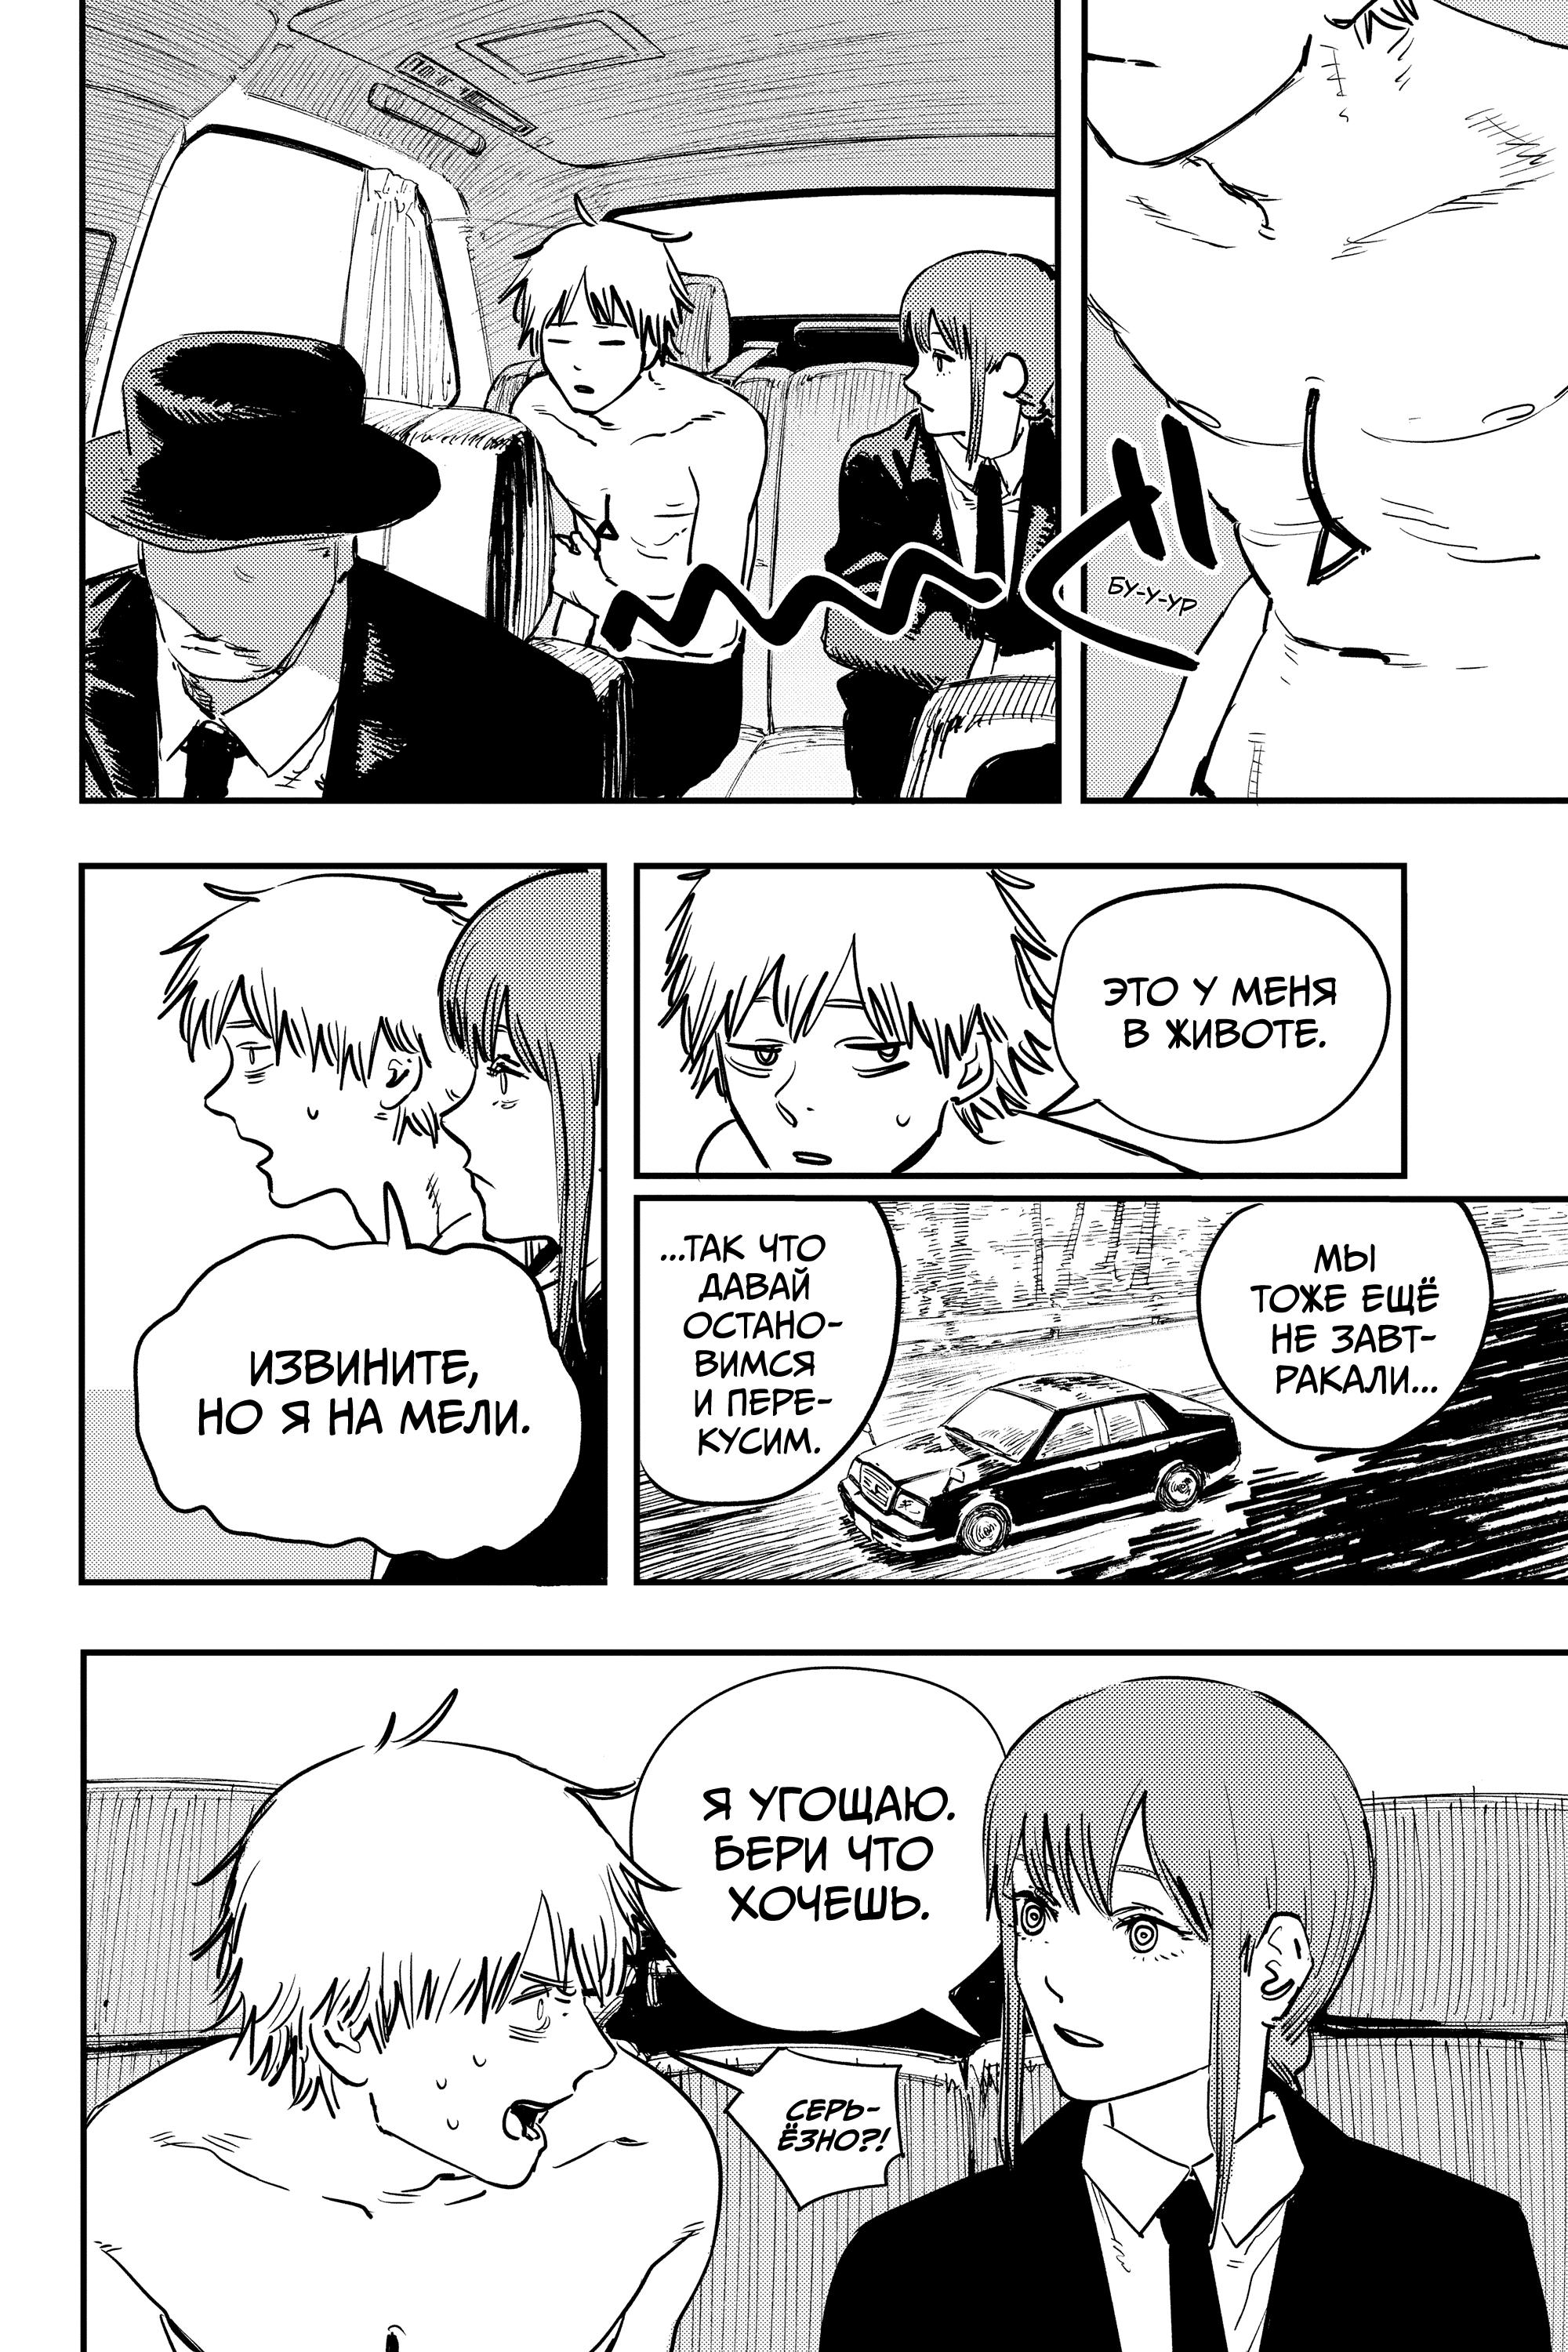 БУ-У-УР
ЭТО У МЕНЯ
В ЖИВОТЕ.
МЫ
ТОЖЕ ЕЩЁ
НЕ ЗАВТ-
РАКАЛИ...
...ТАК ЧТО
ДАВАЙ
ОСТАНО-
ВИМСЯ
И ПЕРЕ-
КУСИМ.
ИЗВИНИТЕ,
НО Я НА МЕЛИ.
Я УГОЩАЮ.
БЕРИ ЧТО
ХОЧЕШЬ.
СЕРЬ-
ЁЗНО?!